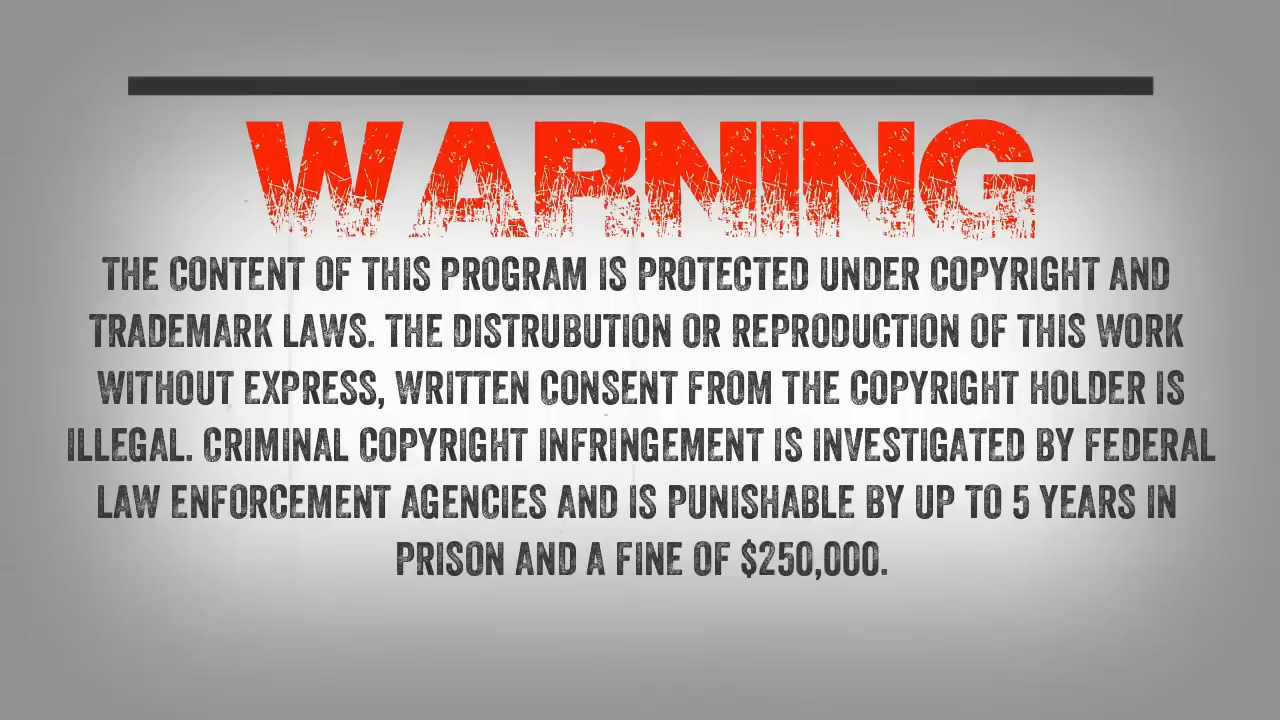 WARNING
THE CONTENT OF THIS PROGRAM IS PROTECTED UNDER COPYRIGHT AND
TRADEMARK LAWS. THE DISTRUBUTION OR REPRODUCTION OF THIS WORK
WITHOUT EXPRESS, WRITTEN CONSENT FROM THE COPYRIGHT HOLDER IS
ILLEGAL. CRIMINAL COPYRIGHT INFRINGEMENT IS INVESTIGATED BY FEDERAL
LAW ENFORCEMENT AGENCIES AND IS PUNISHABLE BY UP TO 5 YEARS IN
PRISON AND A FINE OF $250,000.